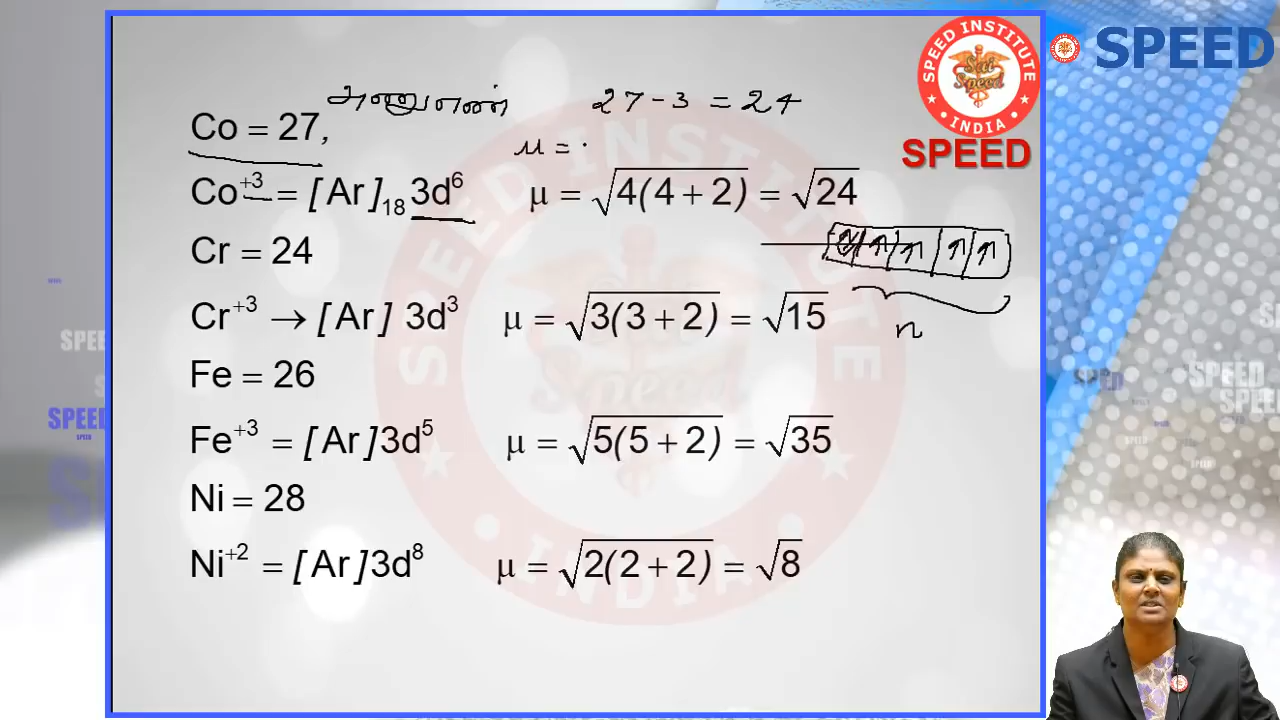 SPEED
SPEED INSTITUTE
Sai
Speed
INDIA
SPEED
அணுஎண்
27 - 3 = 24
Co = 27,
μ =
Co⁺³ = [Ar]₁₈ 3d⁶ μ = √4(4 + 2) = √24
Cr = 24
Cr⁺³ → [Ar] 3d³ μ = √3(3 + 2) = √15
n
Fe = 26
Fe⁺³ = [Ar]3d⁵ μ = √5(5 + 2) = √35
Ni = 28
Ni⁺² = [Ar]3d⁸ μ = √2(2 + 2) = √8